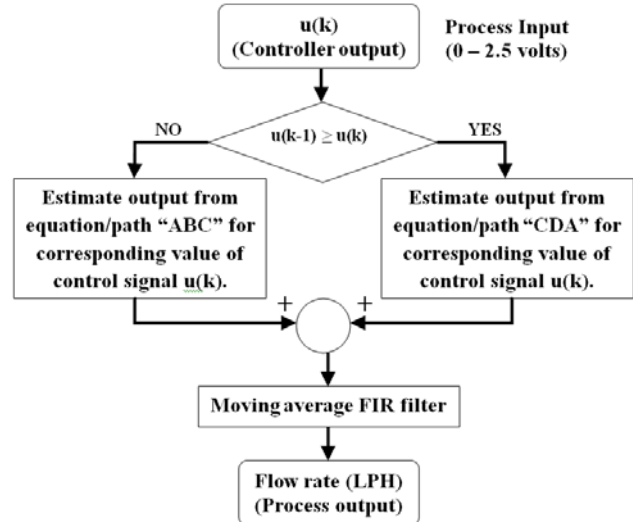 u(k)
(Controller output)
Process Input
(0 – 2.5 volts)
NO
u(k-1) ≥ u(k)
YES
Estimate output from
equation/path “ABC” for
corresponding value of
control signal u(k).
Estimate output from
equation/path “CDA” for
corresponding value of
control signal u(k).
+
+
Moving average FIR filter
Flow rate (LPH)
(Process output)